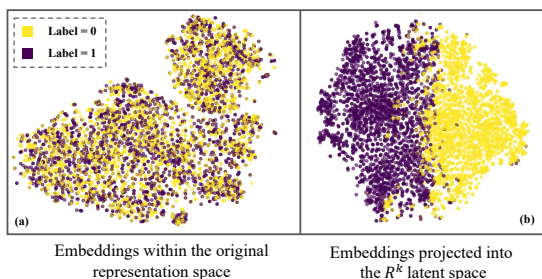 Label = 0
Label = 1
(a)
(b)
Embeddings within the original
representation space
Embeddings projected into
the R^k latent space